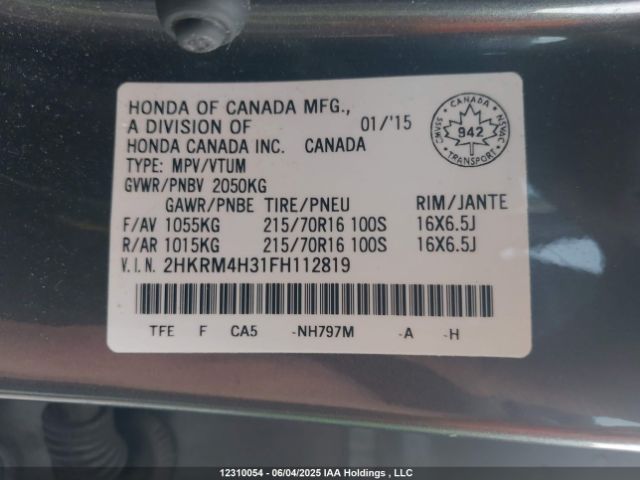 HONDA OF CANADA MFG.,
A DIVISION OF
HONDA CANADA INC. CANADA
01/'15
CANADA
CMVSS
NSVAC
942
TRANSPORT
TYPE: MPV/VTUM
GVWR/PNBV 2050KG
GAWR/PNBE TIRE/PNEU RIM/JANTE
F/AV 1055KG 215/70R16 100S 16X6.5J
R/AR 1015KG 215/70R16 100S 16X6.5J
V.I.N. 2HKRM4H31FH112819
TFE F CA5 -NH797M -A -H
12310054 - 06/04/2025 IAA Holdings , LLC